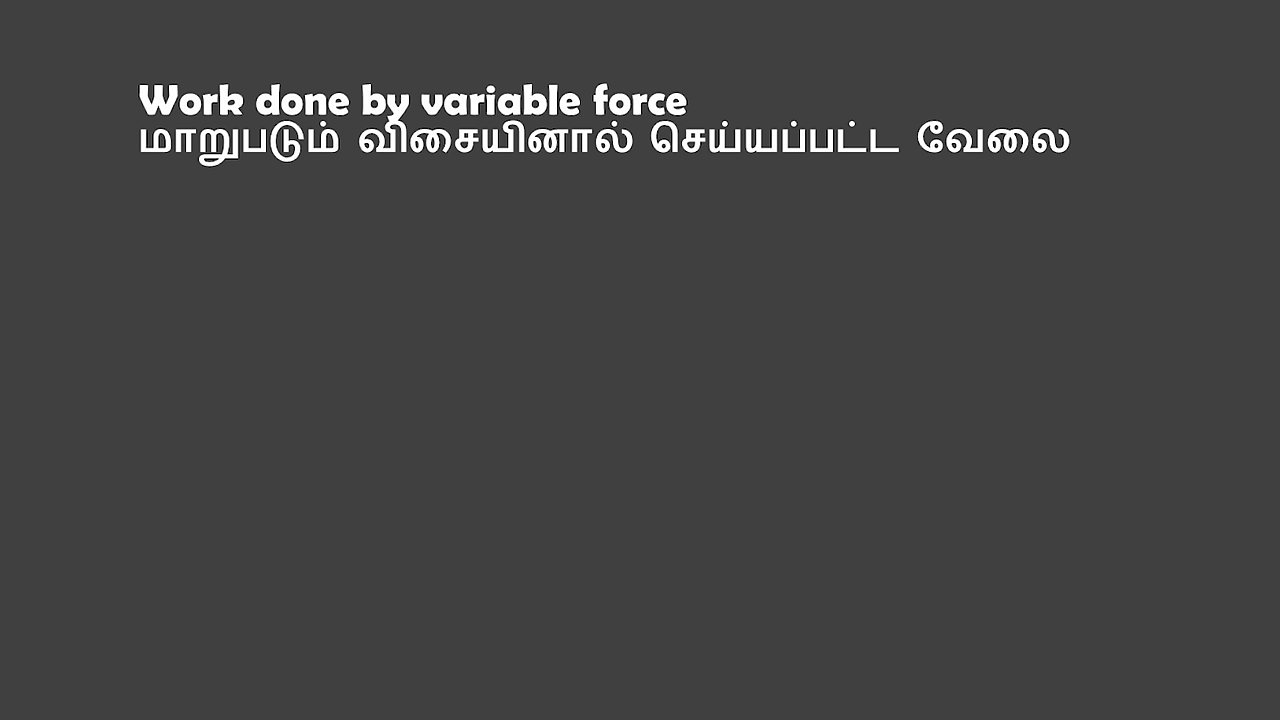 Work done by variable force
மாறுபடும் விசையினால் செய்யப்பட்ட வேலை